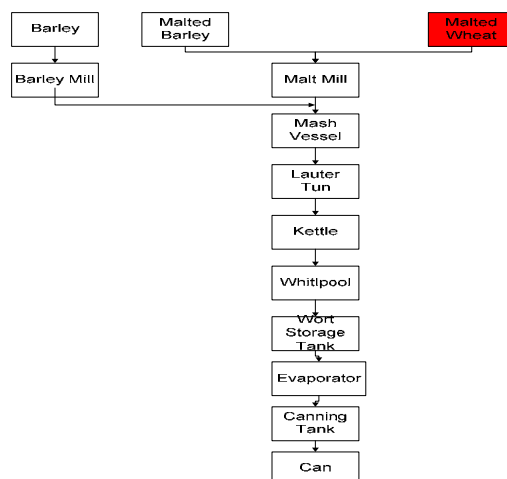 Barley
Malted
Barley
Malted
Wheat
Barley Mill
Malt Mill
Mash
Vessel
Lauter
Tun
Kettle
Whitlpool
Wort
Storage
Tank
Evaporator
Canning
Tank
Can